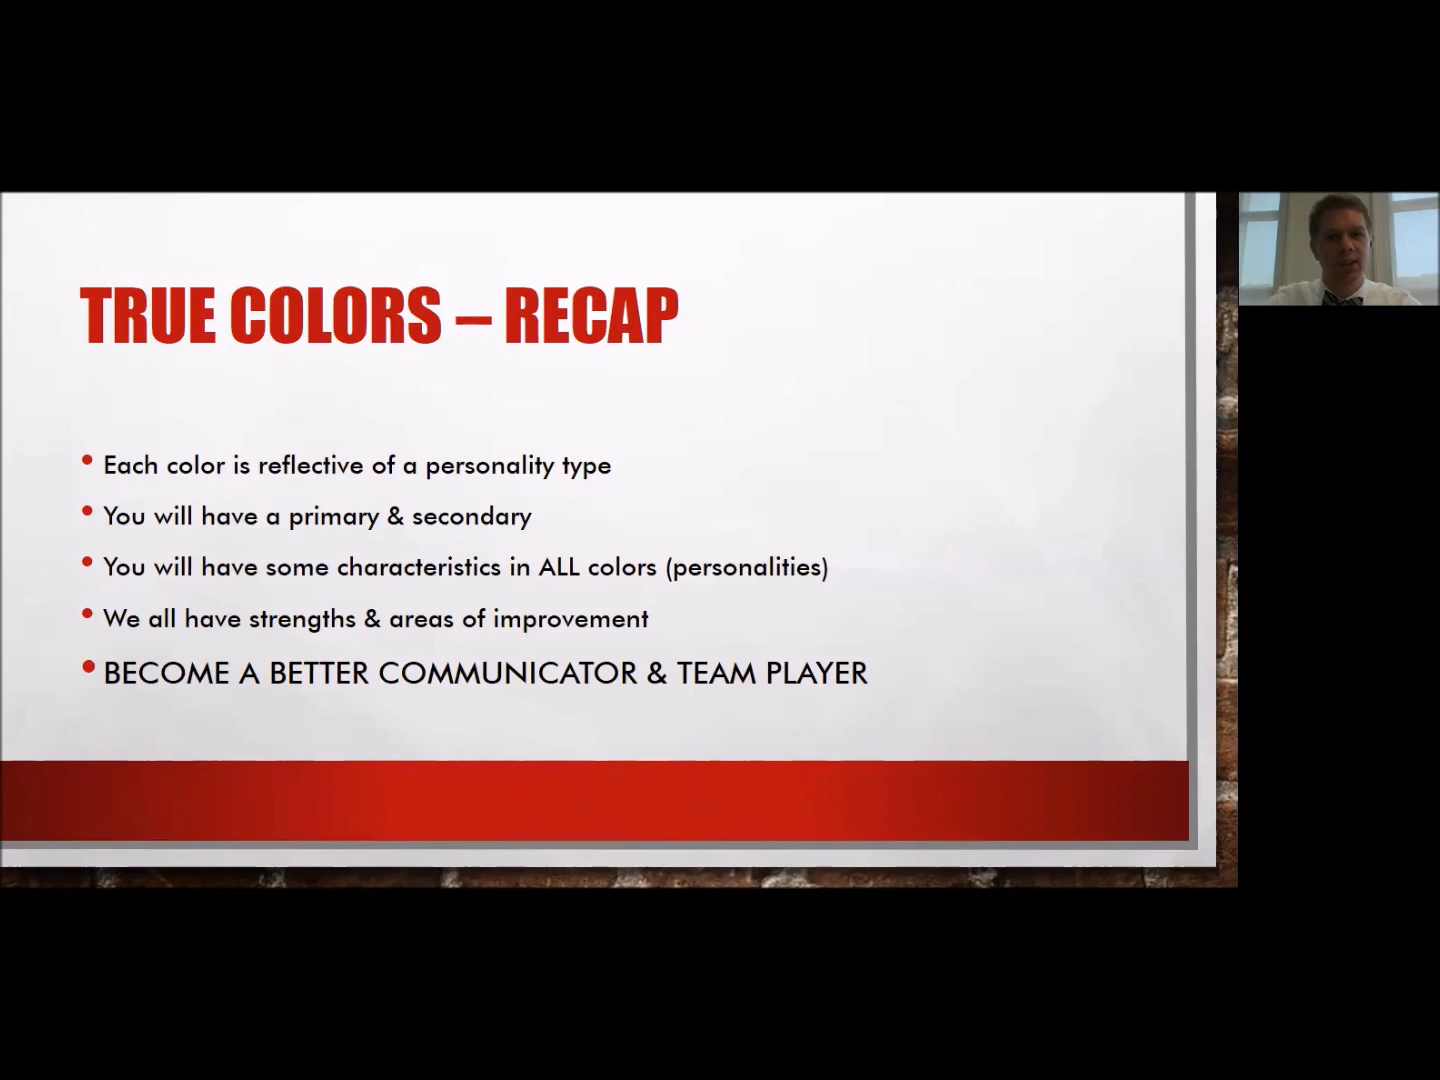 TRUE COLORS – RECAP
• Each color is reflective of a personality type
• You will have a primary & secondary
• You will have some characteristics in ALL colors (personalities)
• We all have strengths & areas of improvement
• BECOME A BETTER COMMUNICATOR & TEAM PLAYER